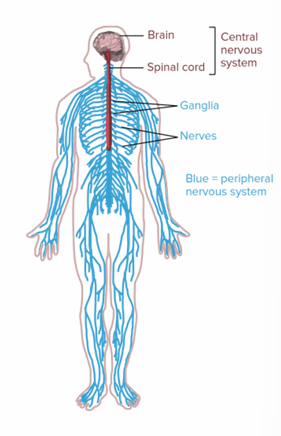 Brain
Spinal cord
Central
nervous
system
Ganglia
Nerves
Blue = peripheral
nervous system